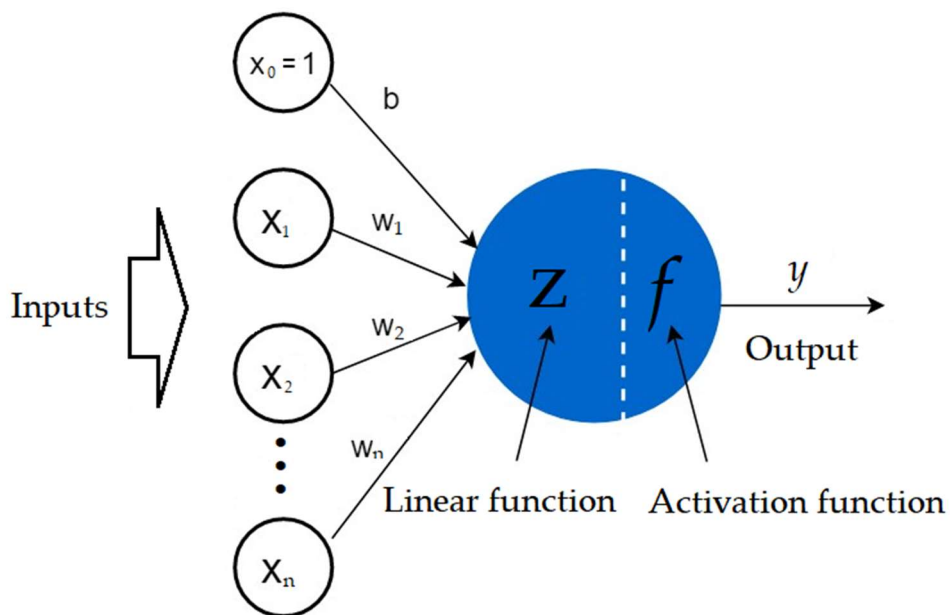 x₀ = 1
b
X₁
w₁
Inputs
X₂
w₂
wₙ
Xₙ
z
f
y
Output
Linear function
Activation function